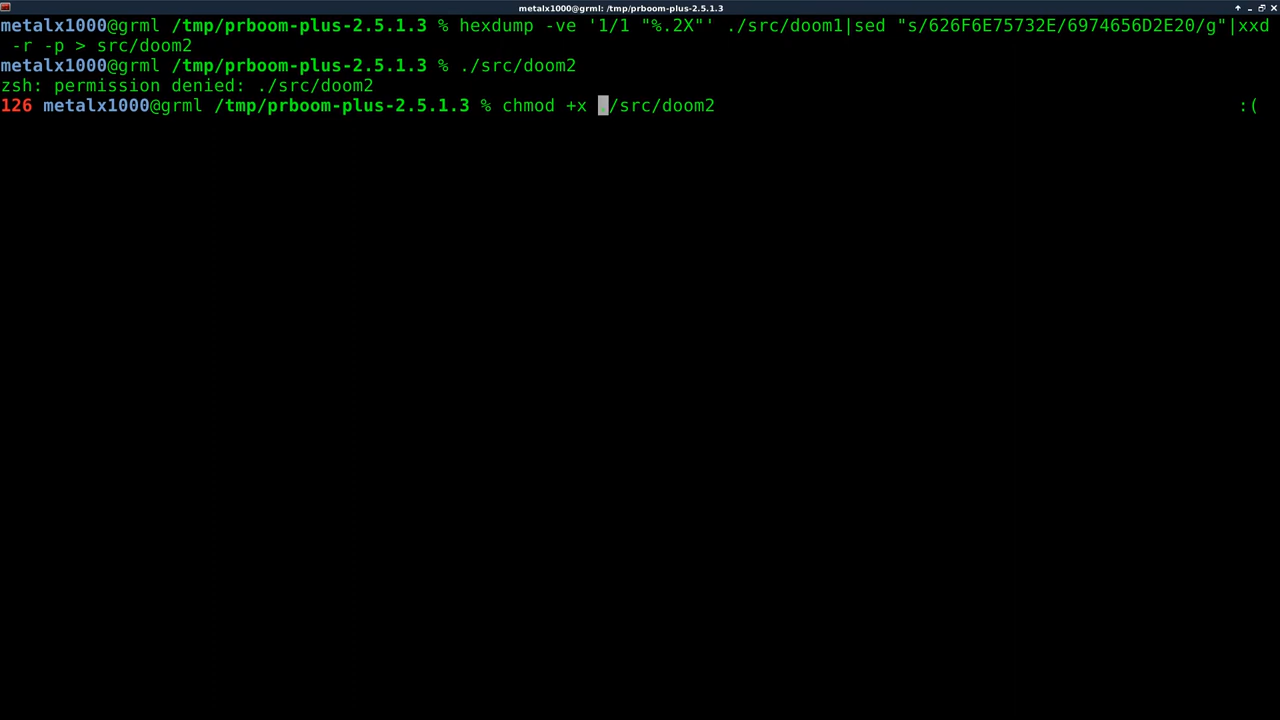 metalx1000@grml: /tmp/prboom-plus-2.5.1.3
metalx1000@grml /tmp/prboom-plus-2.5.1.3 % hexdump -ve '1/1 "%.2X"' ./src/doom1|sed "s/626F6E75732E/6974656D2E20/g"|xxd
-r -p > src/doom2
metalx1000@grml /tmp/prboom-plus-2.5.1.3 % ./src/doom2
zsh: permission denied: ./src/doom2
126 metalx1000@grml /tmp/prboom-plus-2.5.1.3 % chmod +x ./src/doom2 :(